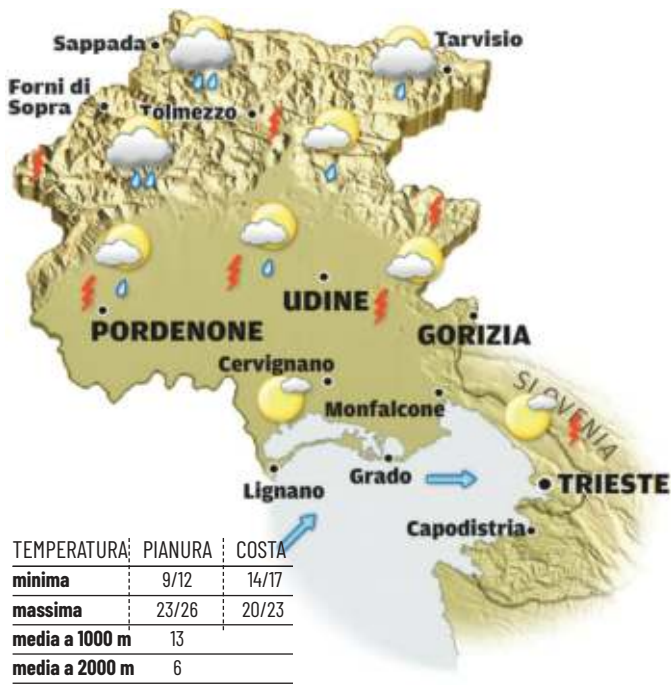 Sappada
Tarvisio
Forni di
Sopra
Tolmezzo
UDINE
PORDENONE
GORIZIA
Cervignano
SLOVENIA
Monfalcone
Grado
Lignano
TRIESTE
Capodistria
TEMPERATURA PIANURA COSTA
minima 9/12 14/17
massima 23/26 20/23
media a 1000 m 13
media a 2000 m 6